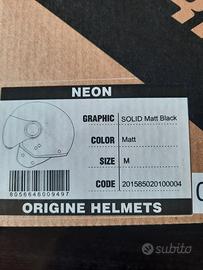 NEON
GRAPHIC SOLID Matt Black
COLOR Matt
SIZE M
CODE 201585020100004
8056646009497
ORIGINE HELMETS
subito